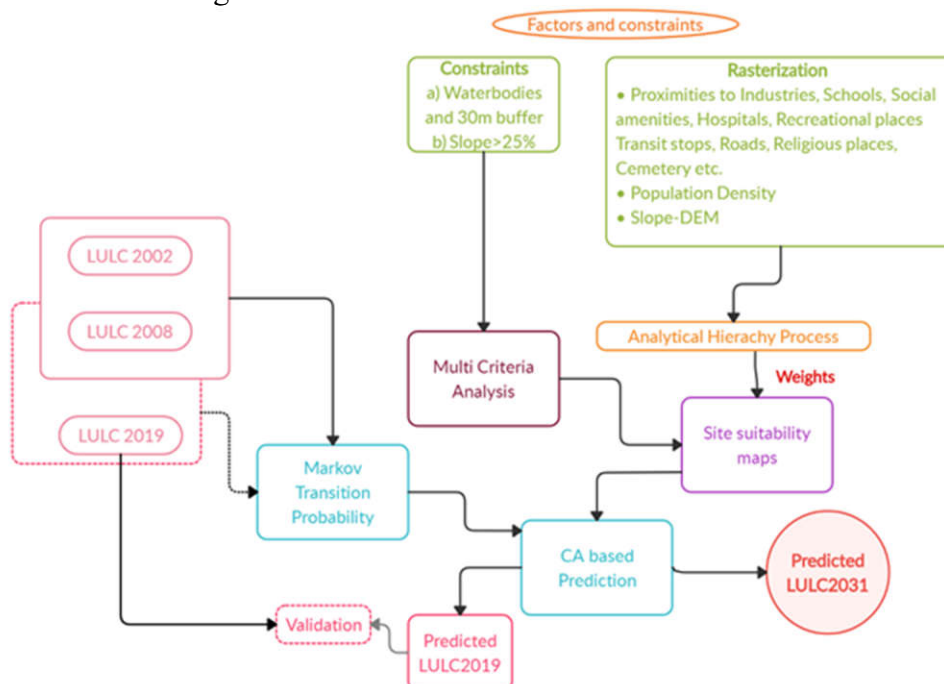 Factors and constraints
Constraints
a) Waterbodies
and 30m buffer
b) Slope>25%
Rasterization
• Proximities to Industries, Schools, Social
amenities, Hospitals, Recreational places
Transit stops, Roads, Religious places,
Cemetery etc.
• Population Density
• Slope-DEM
LULC 2002
LULC 2008
LULC 2019
Multi Criteria
Analysis
Analytical Hierachy Process
Weights
Site suitability
maps
Markov
Transition
Probability
CA based
Prediction
Predicted
LULC2031
Validation
Predicted
LULC2019